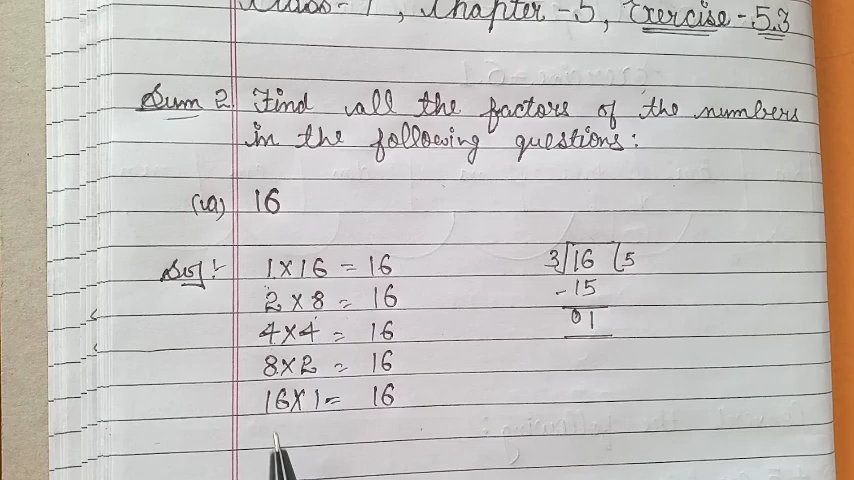 Class - 7, Chapter - 5, Exercise - 5.3
Sum 2 Find all the factors of the numbers
in the following questions:
(a) 16
Sol:- 1 × 16 = 16
2 × 8 = 16
4 × 4 = 16
8 × 2 = 16
16 × 1 = 16
3 16 5
- 15
01